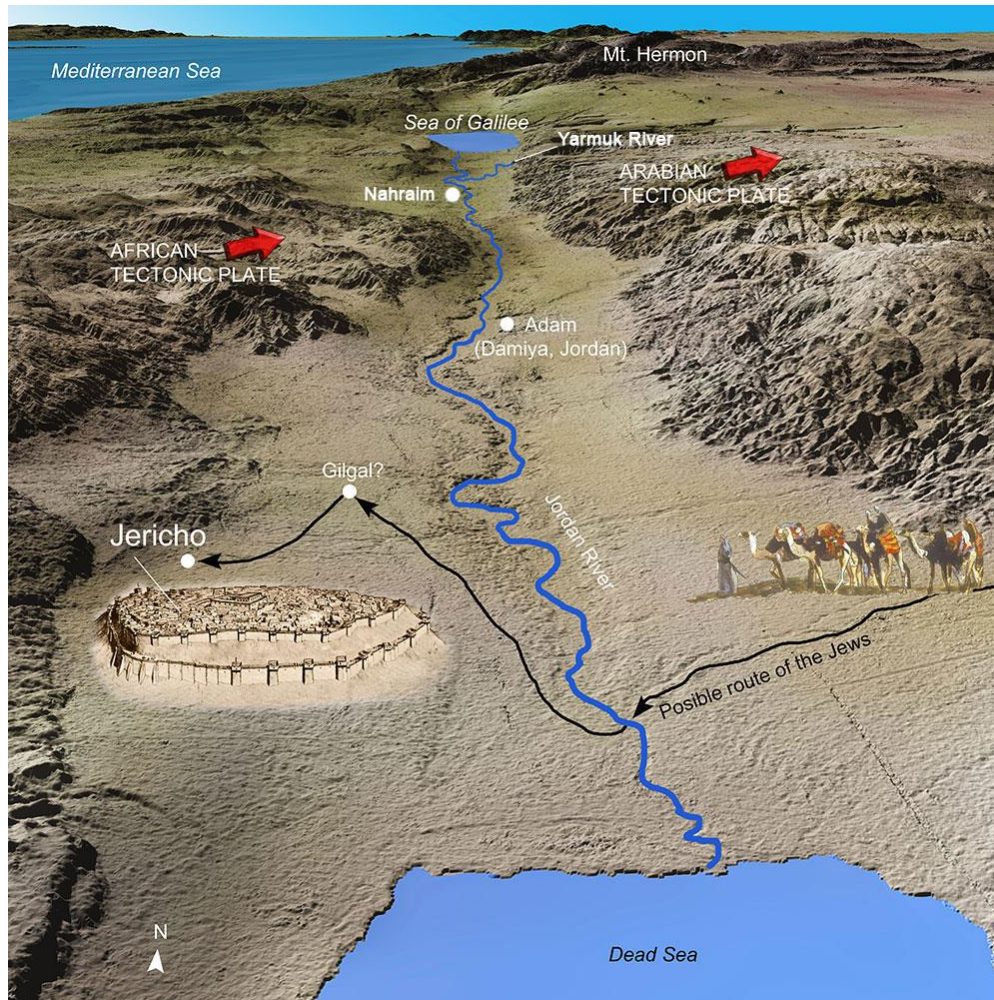 Mediterranean Sea
Mt. Hermon
Sea of Galilee
Yarmuk River
ARABIAN
TECTONIC PLATE
Nahraim
AFRICAN
TECTONIC PLATE
Adam
(Damiya, Jordan)
Gilgal?
Jericho
Jordan River
Posible route of the Jews
N
Dead Sea